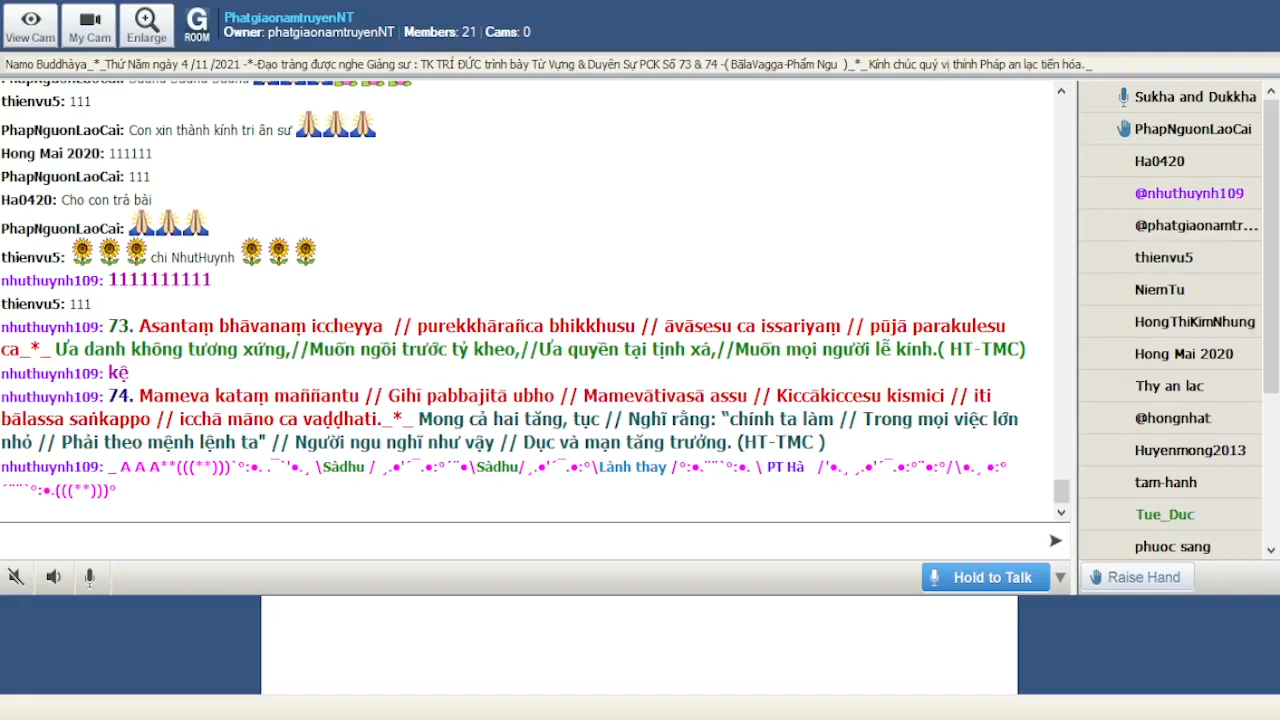 PhatgiaonamtruyenNT
Owner: phatgiaonamtruyenNT | Members: 21 | Cams: 0
View Cam
My Cam
Enlarge
G ROOM
Namo Buddhàya_*_Thứ Năm ngày 4 /11 /2021 -*-Đạo tràng được nghe Giảng sư : TK TRÍ ĐỨC trình bày Từ Vựng & Duyên Sự PCK Số 73 & 74 -( BālaVagga-Phẩm Ngu )_*_Kính chúc quý vị thính Pháp an lạc tiến hóa._
thienvu5: 111
PhapNguonLaoCai: Con xin thành kính tri ân sư 🙏🙏🙏
Hong Mai 2020: 111111
PhapNguonLaoCai: 111
Ha0420: Cho con trả bài
PhapNguonLaoCai: 🙏🙏🙏
thienvu5: 🌻🌻🌻 chi NhutHuynh 🌻🌻🌻
nhuthuynh109: 1111111111
thienvu5: 111
nhuthuynh109: 73. Asantaṃ bhāvanaṃ iccheyya // purekkhārañca bhikkhusu // āvāsesu ca issariyaṃ // pūjā parakulesu
ca_*_ Ưa danh không tương xứng,//Muốn ngồi trước tỷ kheo,//Ưa quyền tại tịnh xá,//Muốn mọi người lễ kính.( HT-TMC)
nhuthuynh109: kệ
nhuthuynh109: 74. Mameva kataṃ maññantu // Gihī pabbajitā ubho // Mamevātivasā assu // Kiccākiccesu kismici // iti
bālassa saṅkappo // icchā māno ca vaḍḍhati._*_ Mong cả hai tăng, tục // Nghĩ rằng: “chính ta làm // Trong mọi việc lớn
nhỏ // Phải theo mệnh lệnh ta" // Người ngu nghĩ như vậy // Dục và mạn tăng trưởng. (HT-TMC )
nhuthuynh109: _ A A A**(((**)))`º:•. .¯`'•.¸ \Sàdhu / ¸.•'´¯.•:º´¨•\Sàdhu/¸.•'´¯.•:º\Lành thay /º:•.¨¨`º:•. \ PT Hà /'•.¸ ¸.•'´¯.•:º¨•:º/\•.¸ •:º
´¨¨`º:•.(((**)))º
Hold to Talk
Sukha and Dukkha
PhapNguonLaoCai
Ha0420
@nhuthuynh109
@phatgiaonamtr...
thienvu5
NiemTu
HongThiKimNhung
Hong Mai 2020
Thy an lac
@hongnhat
Huyenmong2013
tam-hanh
Tue_Duc
phuoc sang
Raise Hand